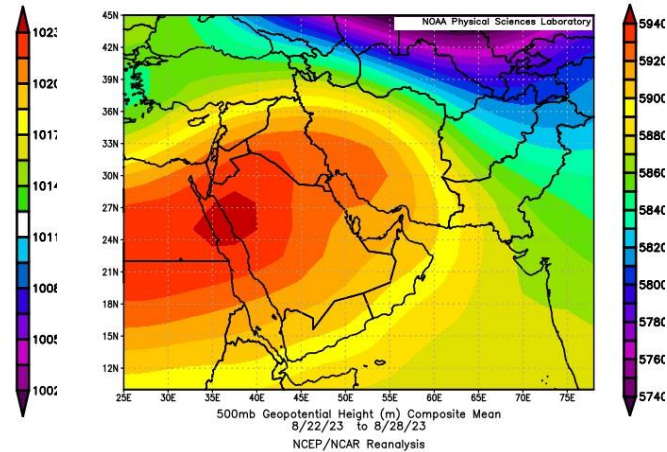 NOAA Physical Sciences Laboratory
1023
1020
1017
1014
1011
1008
1005
1002
45N
42N
39N
36N
33N
30N
27N
24N
21N
18N
15N
12N
5940
5920
5900
5880
5860
5840
5820
5800
5780
5760
5740
25E 30E 35E 40E 45E 50E 55E 60E 65E 70E 75E
500mb Geopotential Height (m) Composite Mean
8/22/23 to 8/28/23
NCEP/NCAR Reanalysis